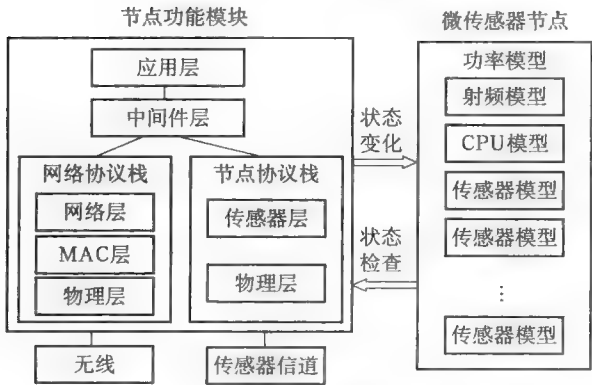 节点功能模块
应用层
中间件层
网络协议栈
网络层
MAC层
物理层
节点协议栈
传感器层
物理层
无线
传感器信道
状态
变化
状态
检查
微传感器节点
功率模型
射频模型
CPU模型
传感器模型
传感器模型
⋮
传感器模型